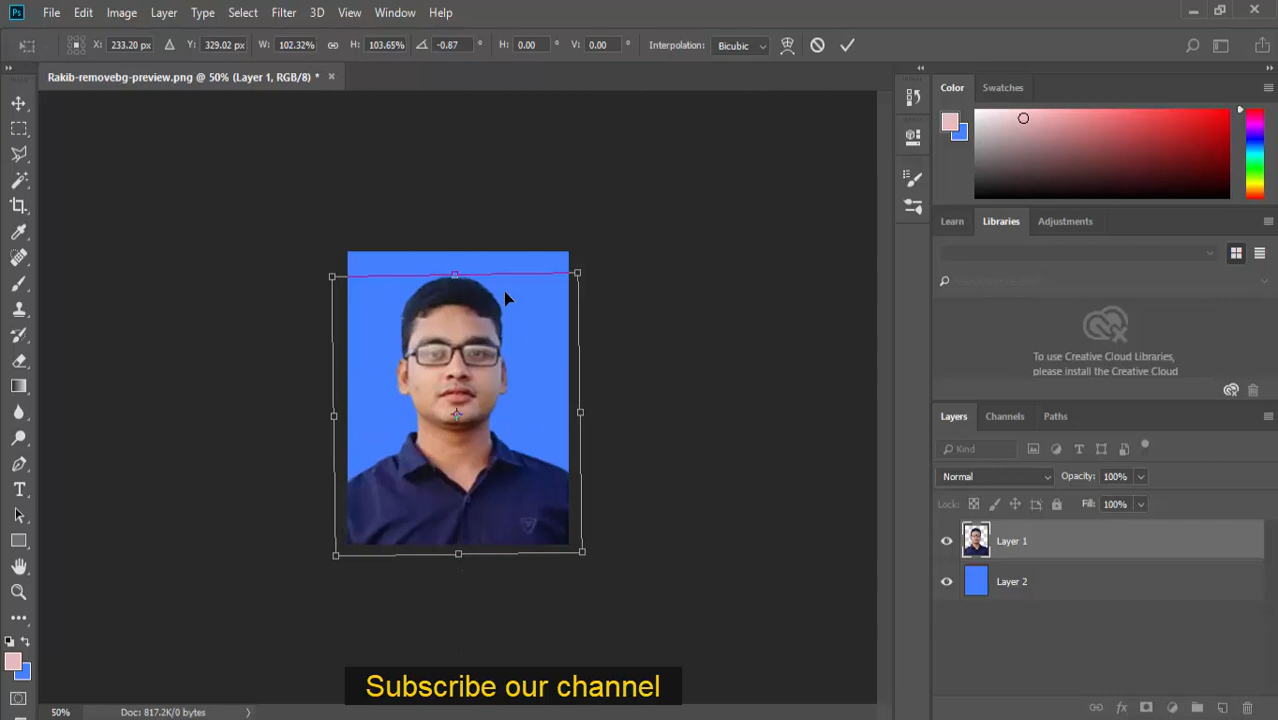 Ps File Edit Image Layer Type Select Filter 3D View Window Help
X: 233.20 px Y: 329.02 px W: 102.32% H: 103.65% -0.87 ° H: 0.00 ° V: 0.00 ° Interpolation: Bicubic
Rakib-removebg-preview.png @ 50% (Layer 1, RGB/8) * ×
Color Swatches
Learn Libraries Adjustments
To use Creative Cloud Libraries,
please install the Creative Cloud
Layers Channels Paths
Kind
Normal Opacity: 100%
Lock: Fill: 100%
Layer 1
Layer 2
Subscribe our channel
50% Doc: 817.2K/0 bytes